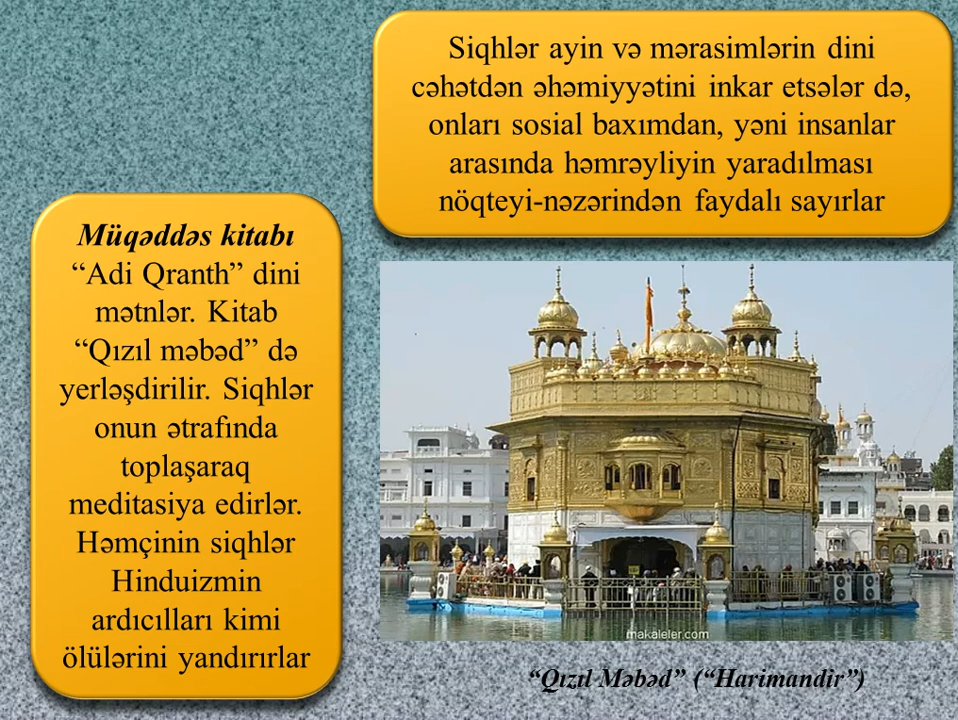 Siqhlər ayin və mərasimlərin dini
cəhətdən əhəmiyyətini inkar etsələr də,
onları sosial baxımdan, yəni insanlar
arasında həmrəyliyin yaradılması
nöqteyi-nəzərindən faydalı sayırlar
Müqəddəs kitabı
“Adi Qranth” dini
mətnlər. Kitab
“Qızıl məbəd” də
yerləşdirilir. Siqhlər
onun ətrafında
toplaşaraq
meditasiya edirlər.
Həmçinin siqhlər
Hinduizmin
ardıcılları kimi
ölülərini yandırırlar
makaleler.com
“Qızıl Məbəd” (“Harimandir”)